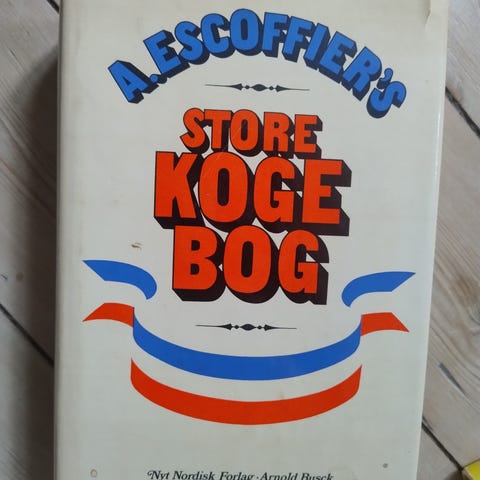 A. ESCOFFIER'S
STORE
KOGE
BOG
Nyt Nordisk Forlag · Arnold Busck